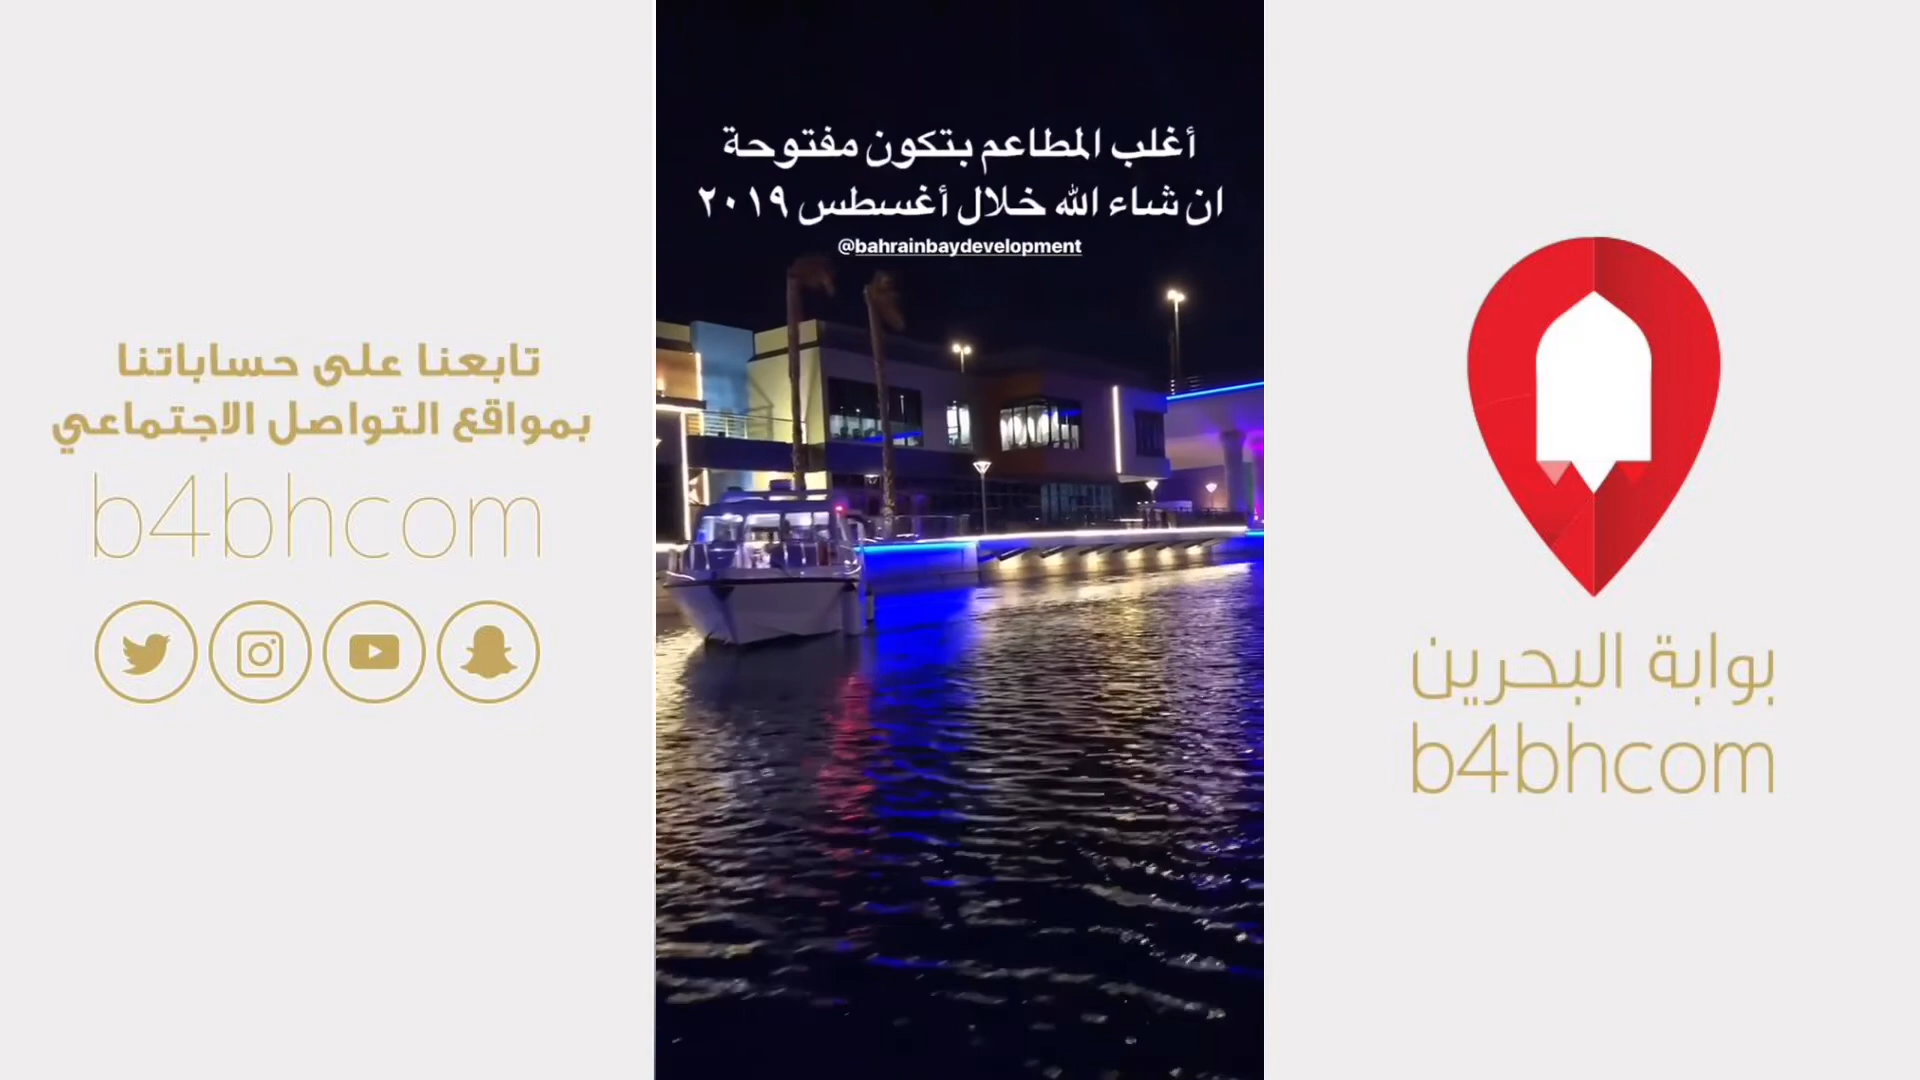 أغلب المطاعم بتكون مفتوحة
ان شاء الله خلال أغسطس ٢٠١٩
@bahrainbaydevelopment
تابعنا على حساباتنا
بمواقع التواصل الاجتماعي
b4bhcom
بوابة البحرين
b4bhcom